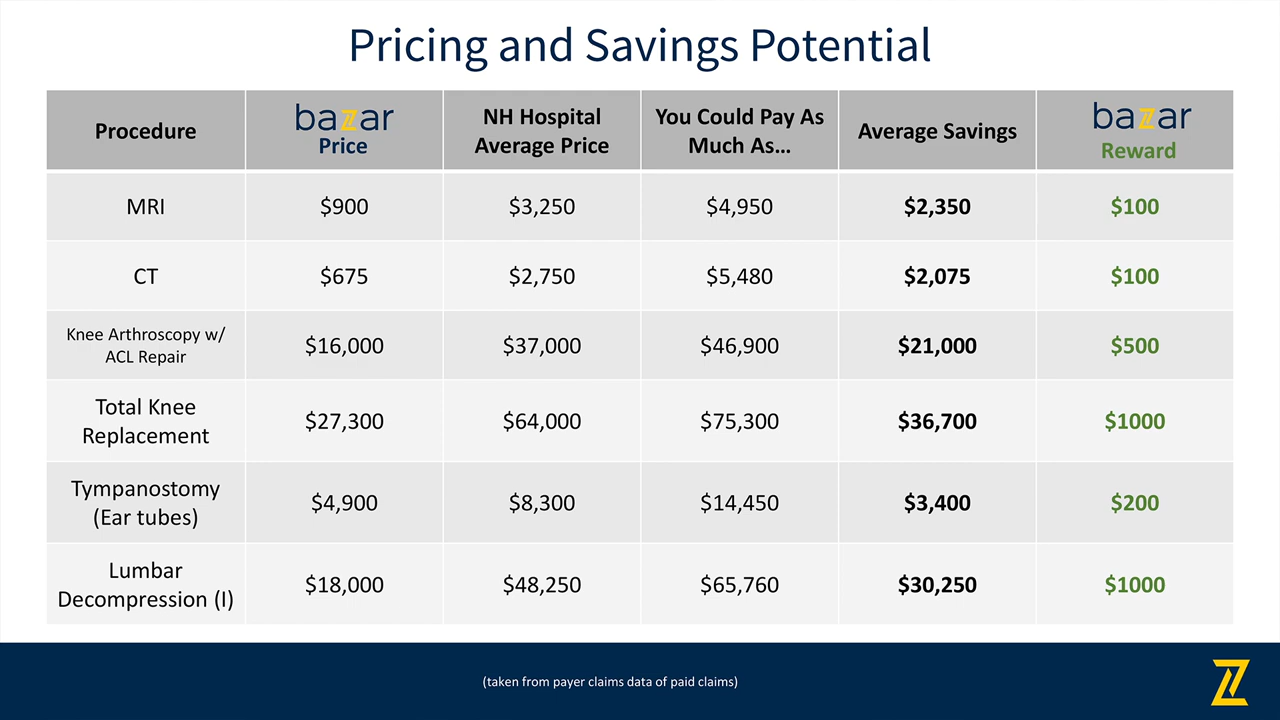 Pricing and Savings Potential
Procedure
bazar
Price
NH Hospital
Average Price
You Could Pay As
Much As...
Average Savings
bazar
Reward
MRI
$900
$3,250
$4,950
$2,350
$100
CT
$675
$2,750
$5,480
$2,075
$100
Knee Arthroscopy w/
ACL Repair
$16,000
$37,000
$46,900
$21,000
$500
Total Knee
Replacement
$27,300
$64,000
$75,300
$36,700
$1000
Tympanostomy
(Ear tubes)
$4,900
$8,300
$14,450
$3,400
$200
Lumbar
Decompression (I)
$18,000
$48,250
$65,760
$30,250
$1000
(taken from payer claims data of paid claims)